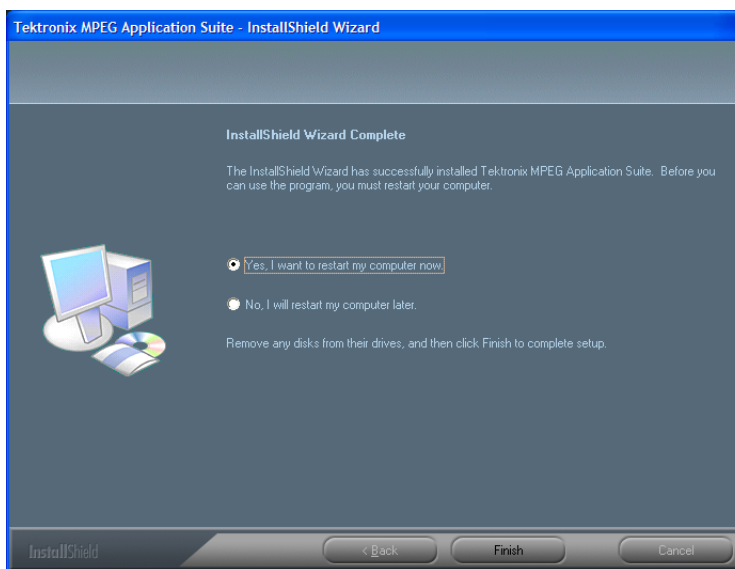 Tektronix MPEG Application Suite - InstallShield Wizard
InstallShield Wizard Complete
The InstallShield Wizard has successfully installed Tektronix MPEG Application Suite. Before you
can use the program, you must restart your computer.
Yes, I want to restart my computer now.
No, I will restart my computer later.
Remove any disks from their drives, and then click Finish to complete setup.
InstallShield
< Back
Finish
Cancel